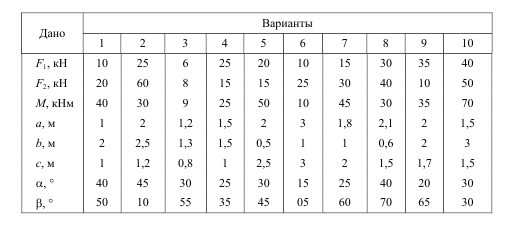 Дано
Варианты
1 2 3 4 5 6 7 8 9 10
F₁, кН 10 25 6 25 20 10 15 30 35 40
F₂, кН 20 60 8 15 15 25 30 40 10 50
M, кНм 40 30 9 25 50 10 45 30 35 70
a, м 1 2 1,2 1,5 2 3 1,8 2,1 2 1,5
b, м 2 2,5 1,3 1,5 0,5 1 1 0,6 2 3
c, м 1 1,2 0,8 1 2,5 3 2 1,5 1,7 1,5
α, ° 40 45 30 25 30 15 25 40 20 30
β, ° 50 10 55 35 45 05 60 70 65 30